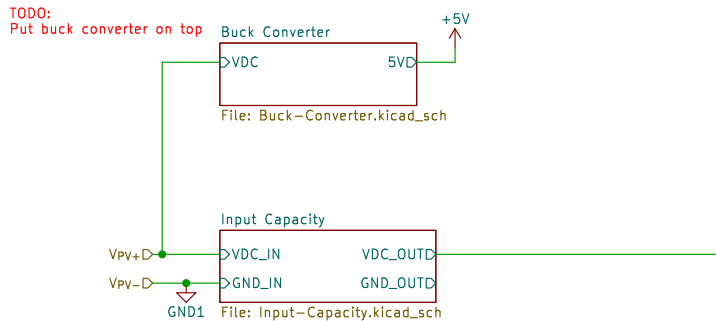 TODO:
Put buck converter on top
+5V
Buck Converter
VDC
5V
File: Buck-Converter.kicad_sch
Input Capacity
VPV+
VDC_IN
VDC_OUT
VPV-
GND_IN
GND_OUT
GND1
File: Input-Capacity.kicad_sch